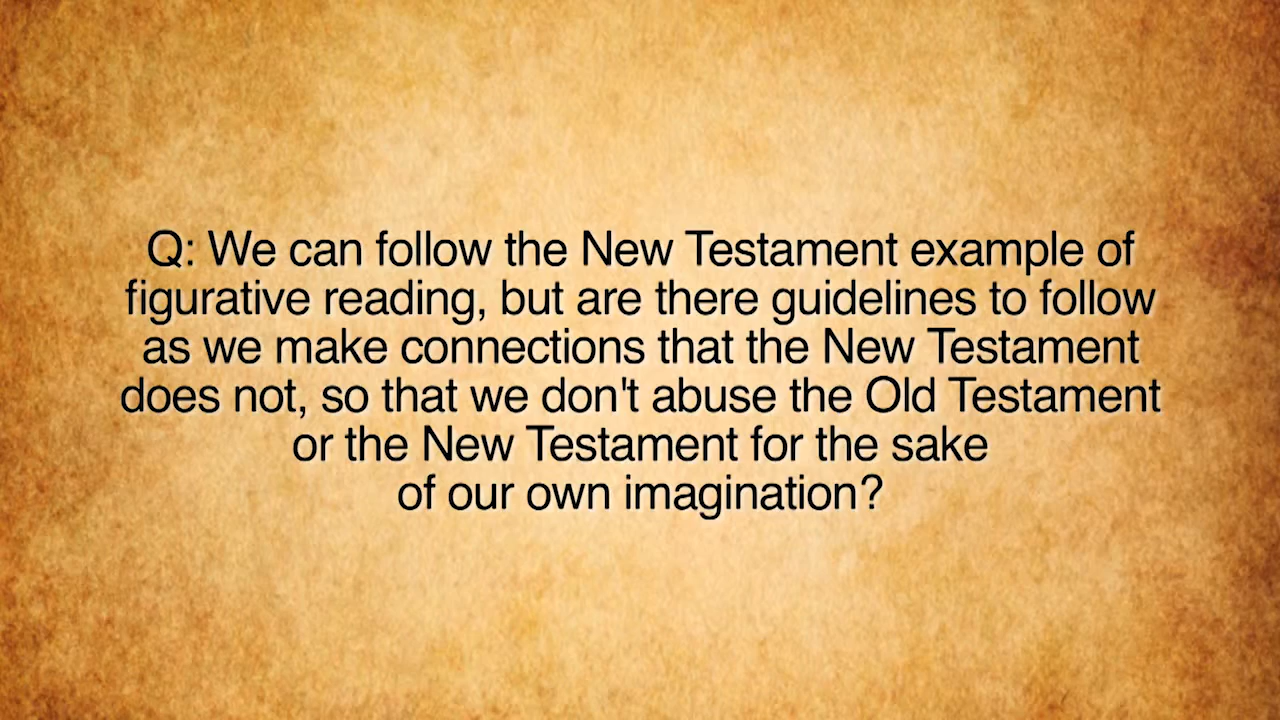 Q: We can follow the New Testament example of
figurative reading, but are there guidelines to follow
as we make connections that the New Testament
does not, so that we don't abuse the Old Testament
or the New Testament for the sake
of our own imagination?